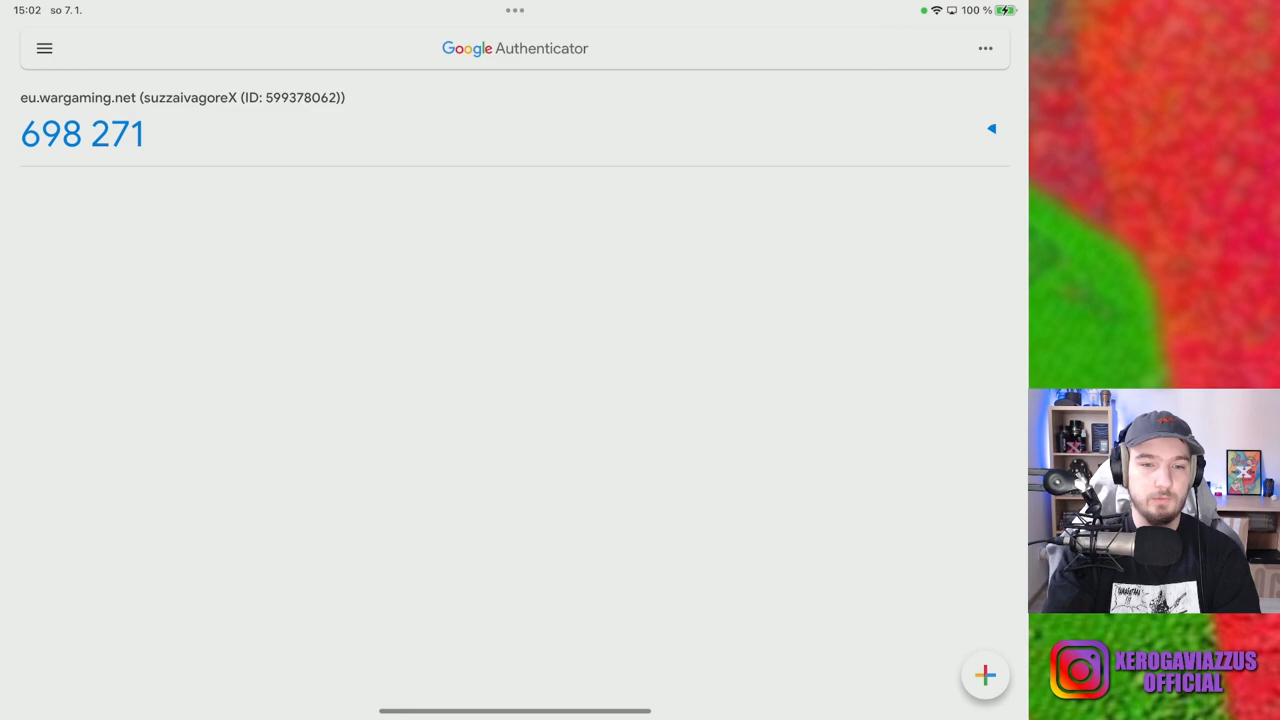 15:02 so 7. 1.
100 %
Google Authenticator
eu.wargaming.net (suzzaivagoreX (ID: 599378062))
698 271
XEROGAVIAZZUS
OFFICIAL